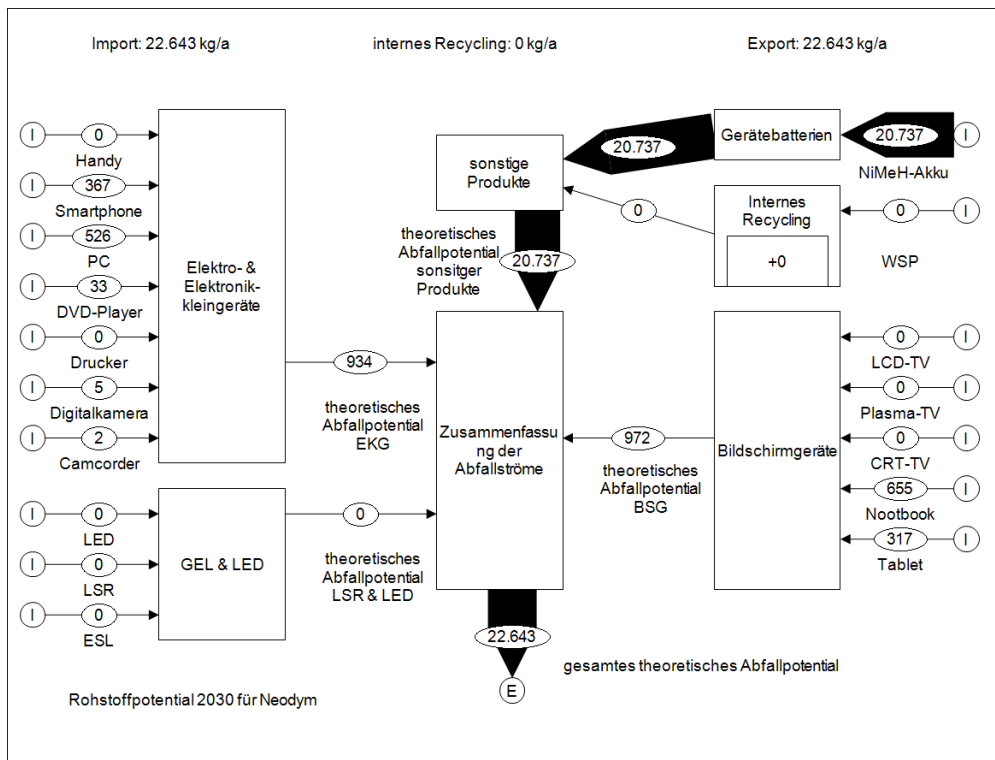 Import: 22.643 kg/a
internes Recycling: 0 kg/a
Export: 22.643 kg/a
I
0
Handy
I
367
Smartphone
I
526
PC
I
33
DVD-Player
I
0
Drucker
I
5
Digitalkamera
I
2
Camcorder
Elektro- &
Elektronik-
kleingeräte
934
theoretisches
Abfallpotential
EKG
I
0
LED
I
0
LSR
I
0
ESL
GEL & LED
0
theoretisches
Abfallpotential
LSR & LED
sonstige
Produkte
20.737
Gerätebatterien
20.737
I
NiMeH-Akku
0
Internes
Recycling
+0
0
I
WSP
theoretisches
Abfallpotential
sonsitger
Produkte
20.737
Zusammenfassu
ng der
Abfallströme
972
theoretisches
Abfallpotential
BSG
Bildschirmgeräte
0
I
LCD-TV
0
I
Plasma-TV
0
I
CRT-TV
655
I
Nootbook
317
I
Tablet
22.643
gesamtes theoretisches Abfallpotential
E
Rohstoffpotential 2030 für Neodym